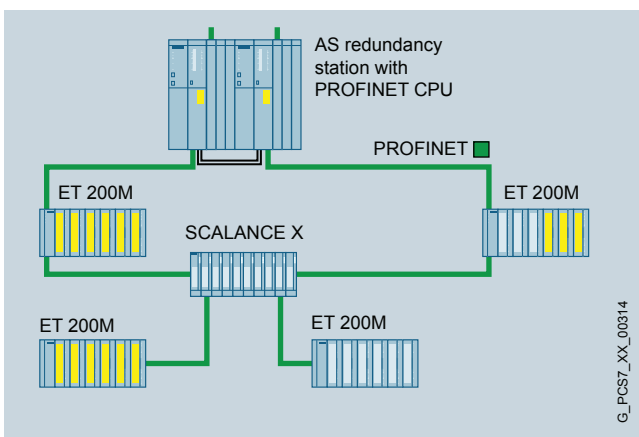 AS redundancy
station with
PROFINET CPU
PROFINET
ET 200M
ET 200M
SCALANCE X
ET 200M
ET 200M
G_PCS7_XX_00314